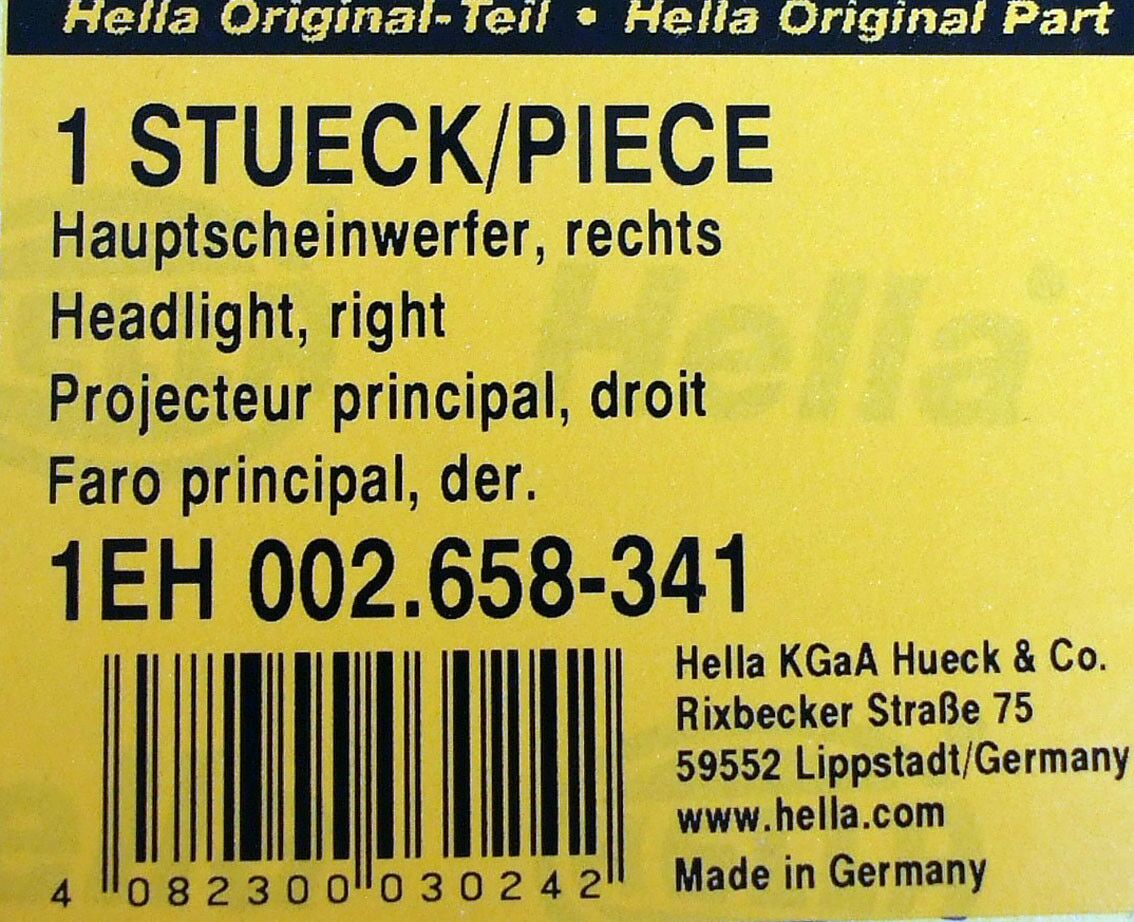 Hella Original-Teil • Hella Original Part
1 STUECK/PIECE
Hauptscheinwerfer, rechts
Headlight, right
Projecteur principal, droit
Faro principal, der.
1EH 002.658-341
Hella KGaA Hueck & Co.
Rixbecker Straße 75
59552 Lippstadt/Germany
www.hella.com
Made in Germany
4 082300 030242
Hella®